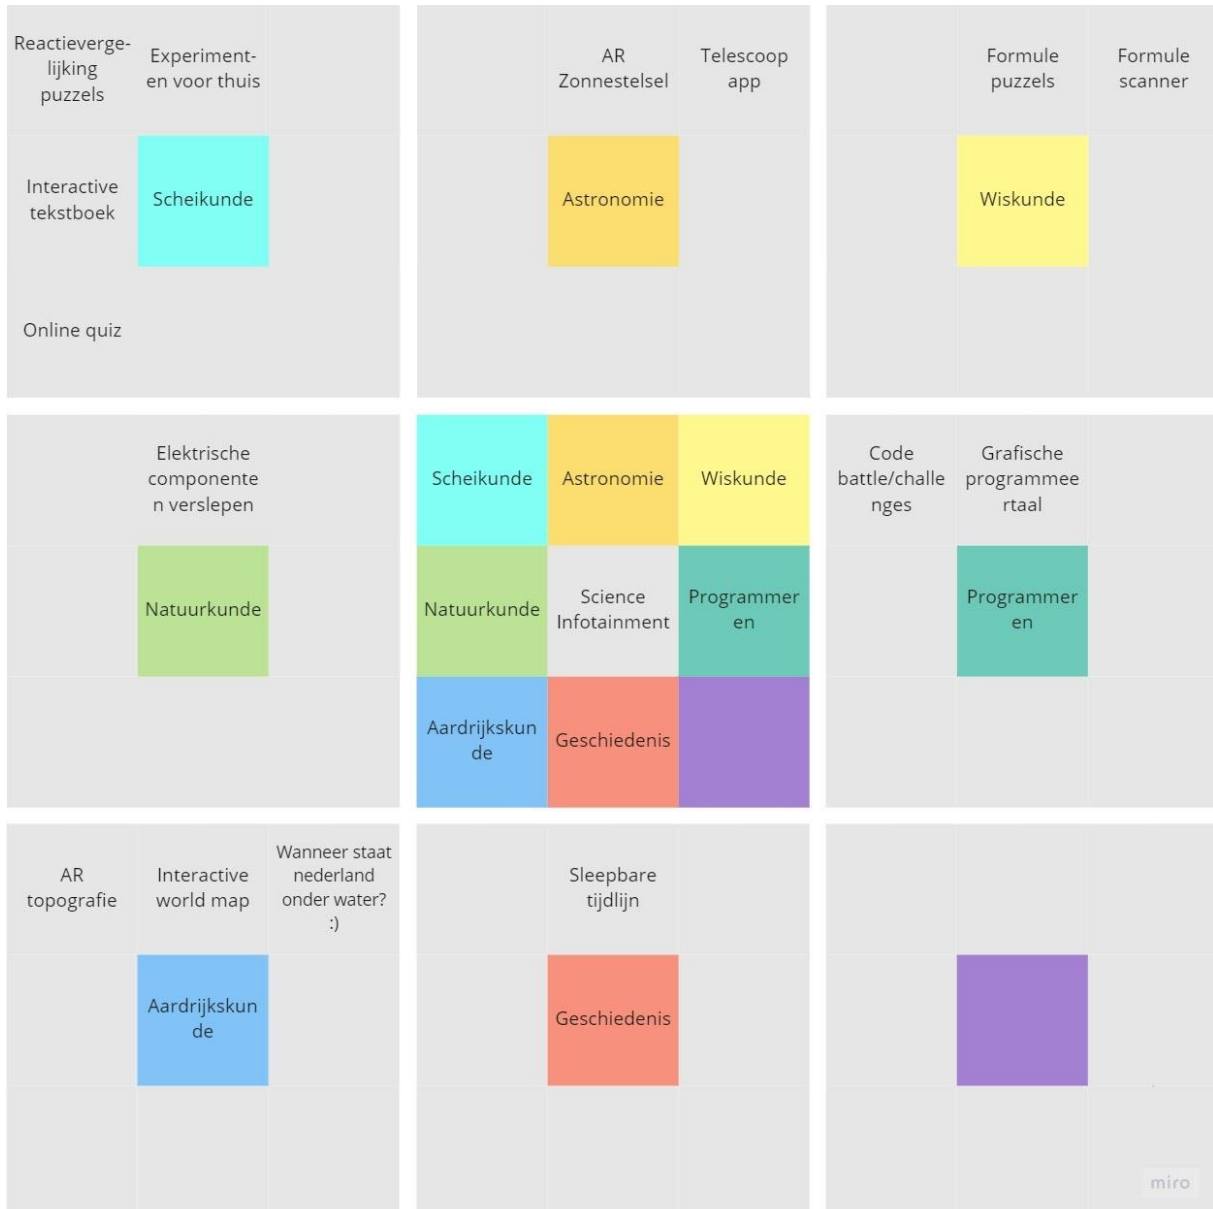 Reactieverge-
lijking
puzzels
Experiment-
en voor thuis
Interactive
tekstboek
Scheikunde
Online quiz
AR
Zonnestelsel
Telescoop
app
Astronomie
Formule
puzzels
Formule
scanner
Wiskunde
Elektrische
componente
n verslepen
Natuurkunde
Scheikunde
Astronomie
Wiskunde
Natuurkunde
Science
Infotainment
Programmer
en
Aardrijkskun
de
Geschiedenis
Code
battle/challe
nges
Grafische
programmee
rtaal
Programmer
en
AR
topografie
Interactive
world map
Wanneer staat
nederland
onder water?
:)
Aardrijkskun
de
Sleepbare
tijdlijn
Geschiedenis
miro